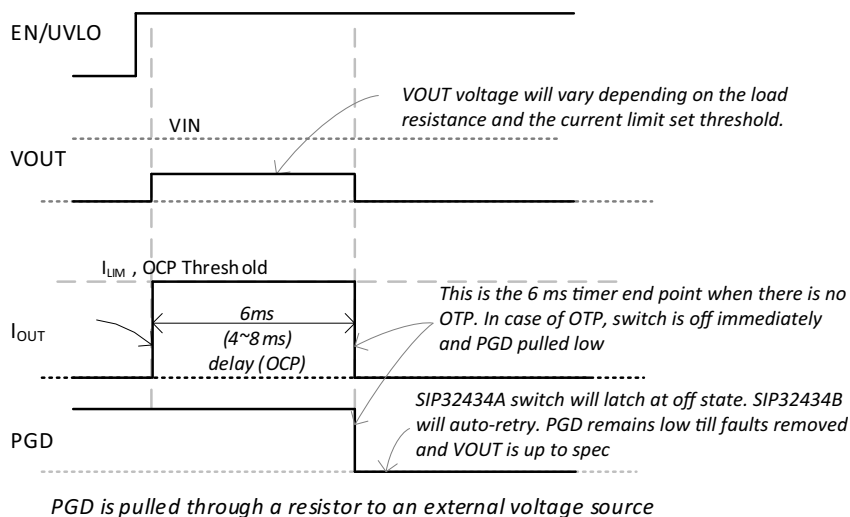 EN/UVLO
VOUT voltage will vary depending on the load
resistance and the current limit set threshold.
VIN
VOUT
ILIM , OCP Threshold
This is the 6 ms timer end point when there is no
OTP. In case of OTP, switch is off immediately
and PGD pulled low
6ms
(4~8 ms)
delay (OCP)
IOUT
SIP32434A switch will latch at off state. SIP32434B
will auto-retry. PGD remains low till faults removed
and VOUT is up to spec
PGD
PGD is pulled through a resistor to an external voltage source